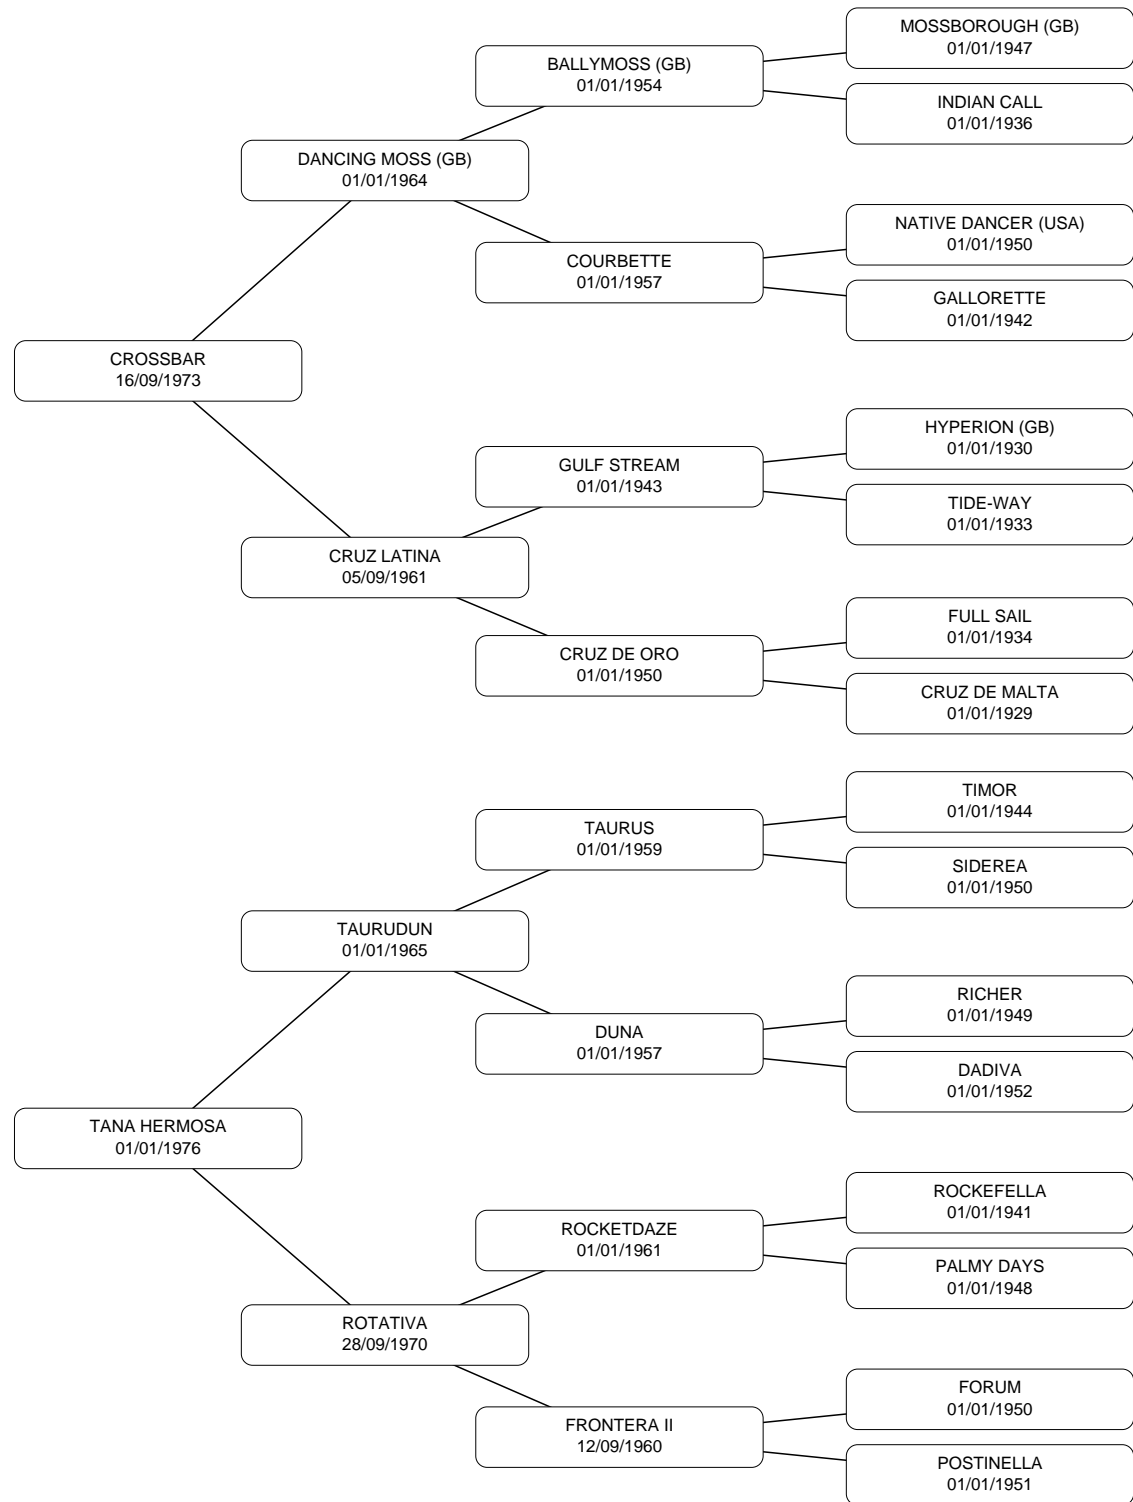 MOSSBOROUGH (GB)
01/01/1947
BALLYMOSS (GB)
01/01/1954
INDIAN CALL
01/01/1936
DANCING MOSS (GB)
01/01/1964
NATIVE DANCER (USA)
01/01/1950
COURBETTE
01/01/1957
GALLORETTE
01/01/1942
CROSSBAR
16/09/1973
HYPERION (GB)
01/01/1930
GULF STREAM
01/01/1943
TIDE-WAY
01/01/1933
CRUZ LATINA
05/09/1961
FULL SAIL
01/01/1934
CRUZ DE ORO
01/01/1950
CRUZ DE MALTA
01/01/1929
TIMOR
01/01/1944
TAURUS
01/01/1959
SIDEREA
01/01/1950
TAURUDUN
01/01/1965
RICHER
01/01/1949
DUNA
01/01/1957
DADIVA
01/01/1952
TANA HERMOSA
01/01/1976
ROCKEFELLA
01/01/1941
ROCKETDAZE
01/01/1961
PALMY DAYS
01/01/1948
ROTATIVA
28/09/1970
FORUM
01/01/1950
FRONTERA II
12/09/1960
POSTINELLA
01/01/1951